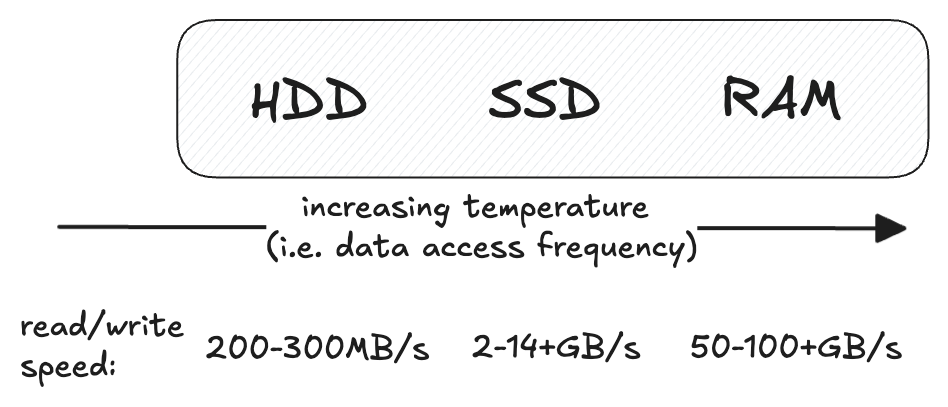 HDD SSD RAM
increasing temperature
(i.e. data access frequency)
read/write
speed:
200-300MB/s 2-14+GB/s 50-100+GB/s